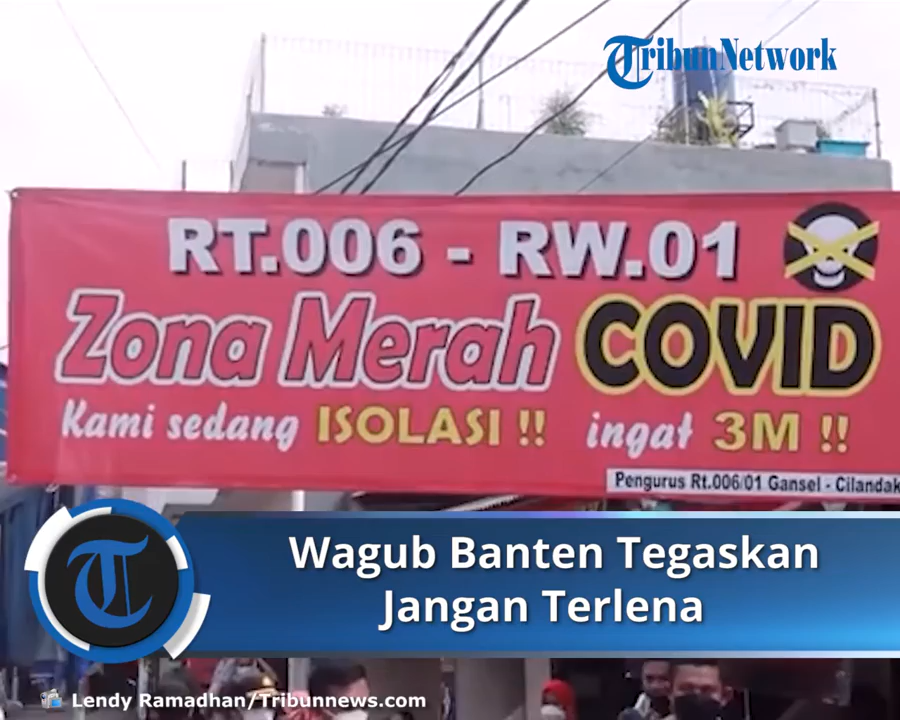 TribunNetwork
RT.006 - RW.01
Zona Merah COVID
Kami sedang ISOLASI !! ingat 3M !!
Pengurus Rt.006/01 Gansel - Cilandak
T
Wagub Banten Tegaskan
Jangan Terlena
Lendy Ramadhan/Tribunnews.com